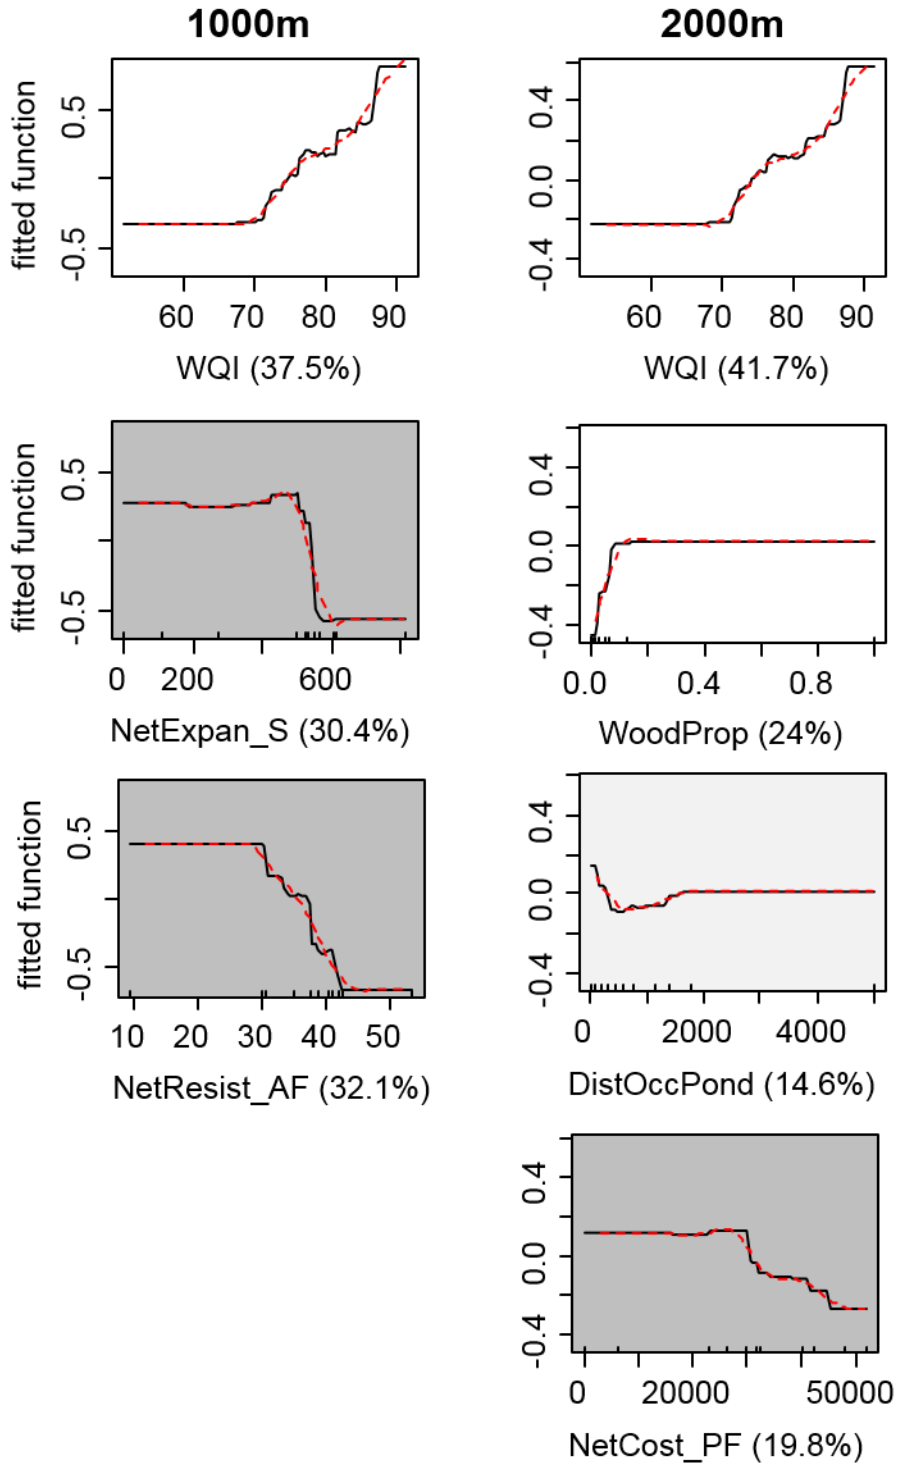 1000m 2000m
fitted function
0.5
-0.5
60 70 80 90
WQI (37.5%)
0.4
0.0
-0.4
60 70 80 90
WQI (41.7%)
fitted function
0.5
-0.5
0 200 600
NetExpan_S (30.4%)
0.4
0.0
-0.4
0.0 0.4 0.8
WoodProp (24%)
fitted function
0.5
-0.5
10 20 30 40 50
NetResist_AF (32.1%)
0.4
0.0
-0.4
0 2000 4000
DistOccPond (14.6%)
0.4
0.0
-0.4
0 20000 50000
NetCost_PF (19.8%)